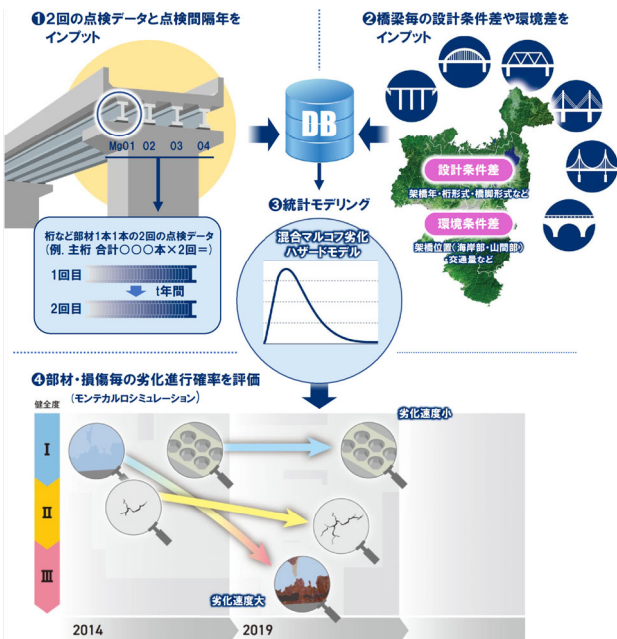 ❶2回の点検データと点検間隔年を
インプット
❷橋梁毎の設計条件差や環境差を
インプット
DB
MgO1 O2 O3 O4
設計条件差
架橋年・桁形式・橋脚形式など
環境条件差
架橋位置(海岸部・山間部)
・交通量など
❸統計モデリング
混合マルコフ劣化
ハザードモデル
桁など部材1本1本の2回の点検データ
(例. 主桁 合計○○○本×2回=)
1回目
t年間
2回目
❹部材・損傷毎の劣化進行確率を評価
(モンテカルロシミュレーション)
健全度
劣化速度小
Ⅰ
Ⅱ
Ⅲ
劣化速度大
2014
2019